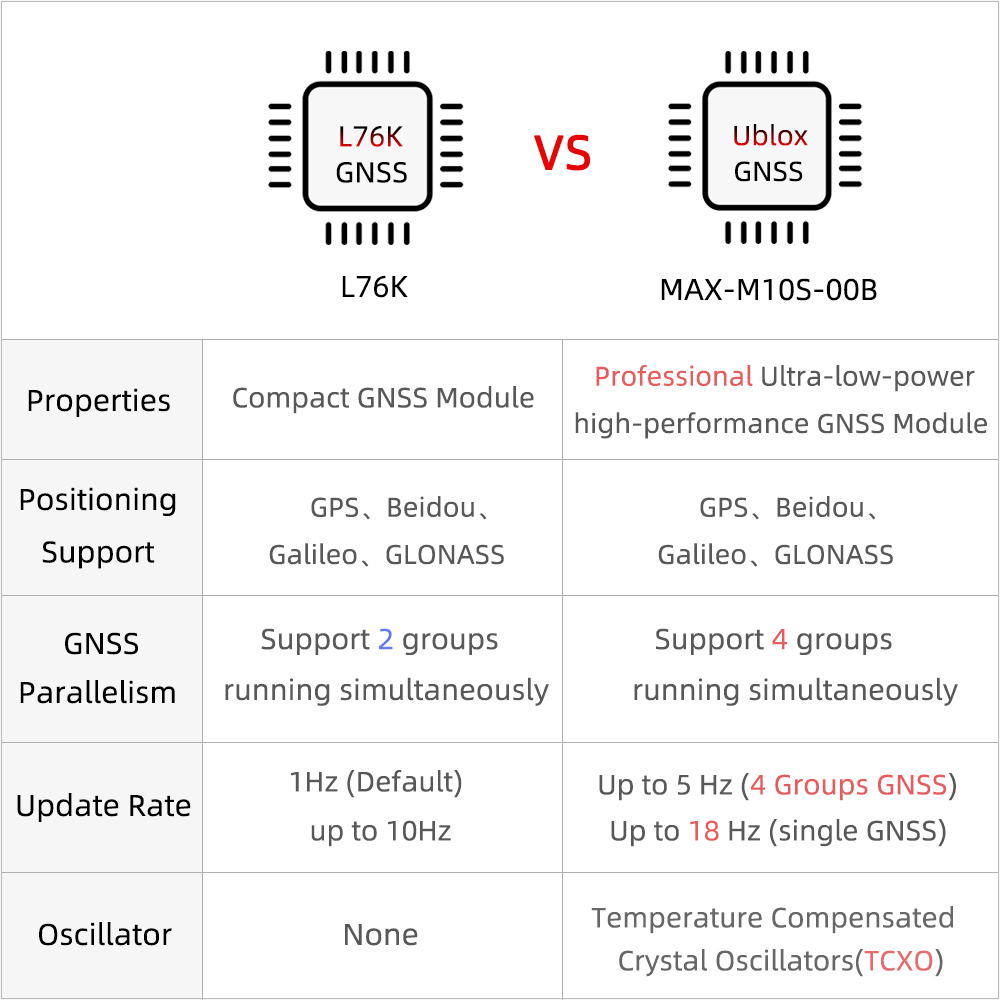 L76K
GNSS
VS
Ublox
GNSS
L76K
MAX-M10S-00B
Properties
Compact GNSS Module
Professional Ultra-low-power
high-performance GNSS Module
Positioning
Support
GPS、Beidou、
Galileo、GLONASS
GPS、Beidou、
Galileo、GLONASS
GNSS
Parallelism
Support 2 groups
running simultaneously
Support 4 groups
running simultaneously
Update Rate
1Hz (Default)
up to 10Hz
Up to 5 Hz (4 Groups GNSS)
Up to 18 Hz (single GNSS)
Oscillator
None
Temperature Compensated
Crystal Oscillators(TCXO)